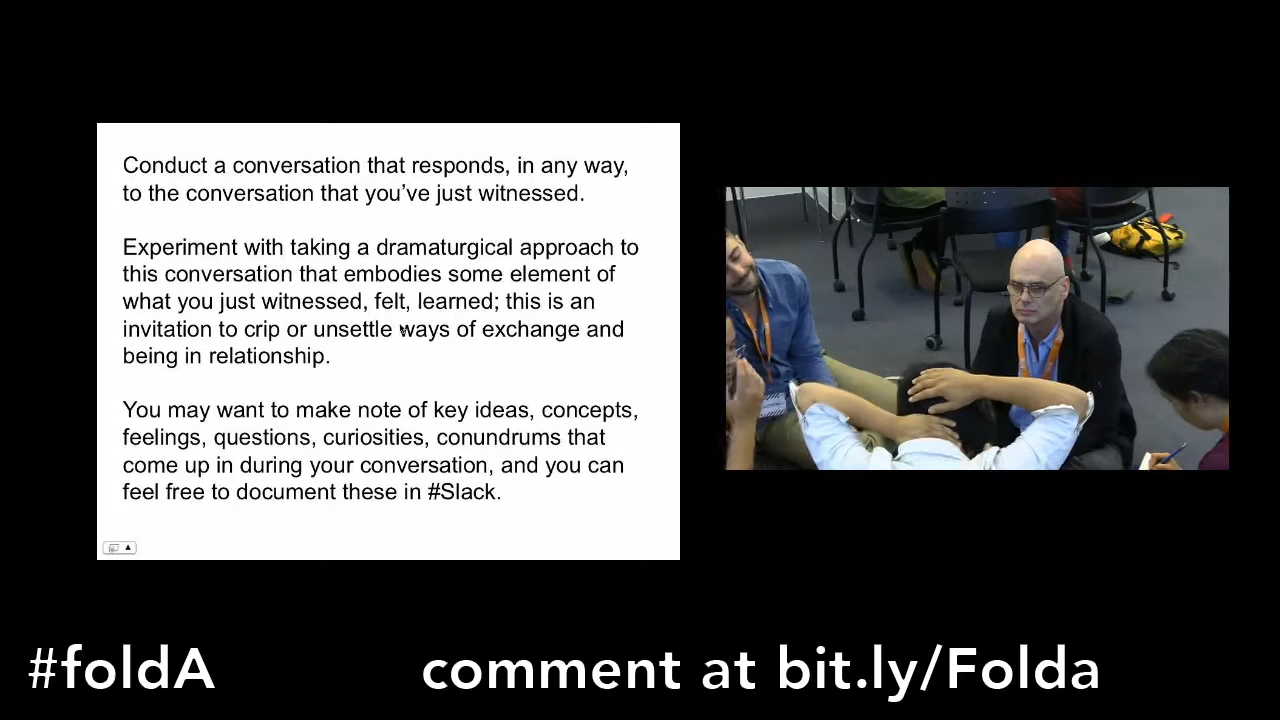 Conduct a conversation that responds, in any way,
to the conversation that you’ve just witnessed.
Experiment with taking a dramaturgical approach to
this conversation that embodies some element of
what you just witnessed, felt, learned; this is an
invitation to crip or unsettle ways of exchange and
being in relationship.
You may want to make note of key ideas, concepts,
feelings, questions, curiosities, conundrums that
come up in during your conversation, and you can
feel free to document these in #Slack.
#foldA
comment at bit.ly/Folda